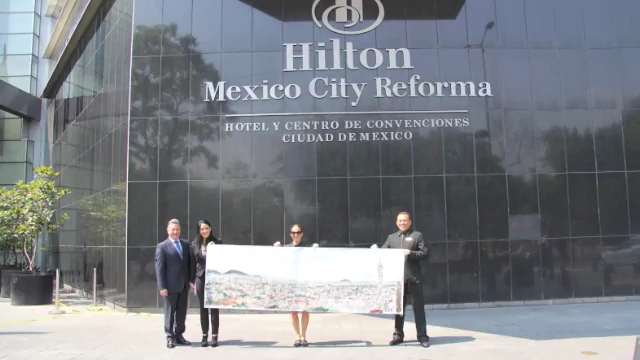 Hilton
Mexico City Reforma
HOTEL Y CENTRO DE CONVENCIONES
CIUDAD DE MEXICO